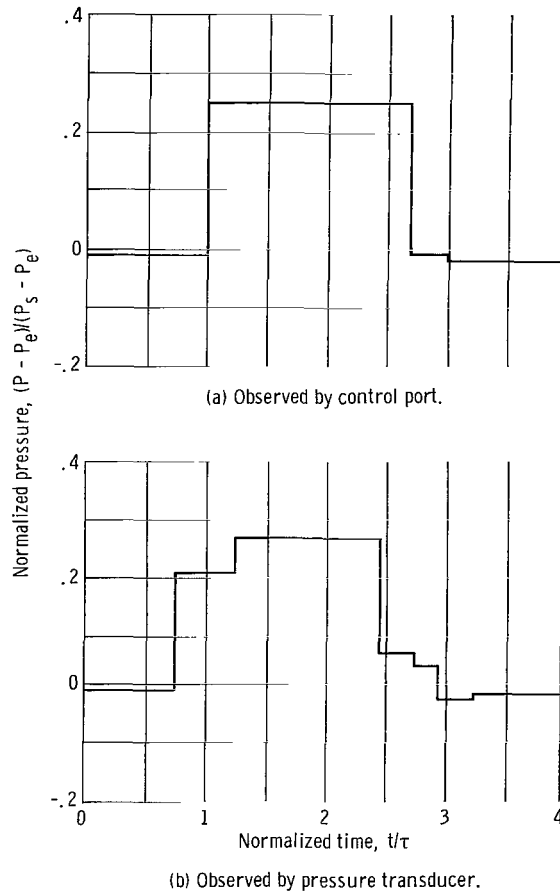 .4
.2
0
-.2
(a) Observed by control port.
Normalized pressure, (P - Pe)/(Ps - Pe)
.4
.2
0
-.2
0 1 2 3 4
Normalized time, t/τ
(b) Observed by pressure transducer.